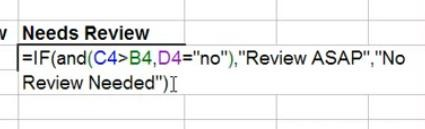 Needs Review
=IF(and(C4>B4,D4="no"),"Review ASAP","No
Review Needed")